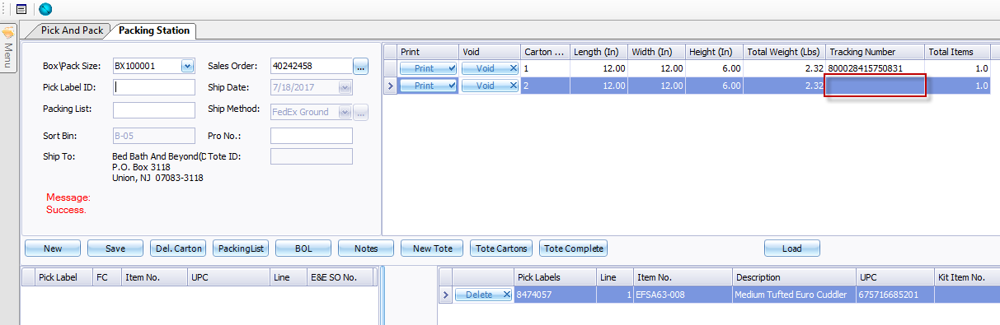 Menu
Pick And Pack Packing Station
Box\Pack Size: BX100001 Sales Order: 40242458 ...
Pick Label ID: Ship Date: 7/18/2017
Packing List: Ship Method: FedEx Ground ...
Sort Bin: B-05 Pro No.:
Ship To: Bed Bath And Beyond(D Tote ID:
P.O. Box 3118
Union, NJ 07083-3118
Message:
Success.
Print Void Carton ... Length (In) Width (In) Height (In) Total Weight (Lbs) Tracking Number Total Items
Print Void 1 12.00 12.00 6.00 2.32 800028415750831 1.0
Print Void 2 12.00 12.00 6.00 2.32 1.0
New Save Del. Carton PackingList BOL Notes New Tote Tote Cartons Tote Complete Load
Pick Label FC Item No. UPC Line E&E SO No.
Pick Labels Line Item No. Description UPC Kit Item No.
Delete 8474057 1 EFSA63-008 Medium Tufted Euro Cuddler 675716685201